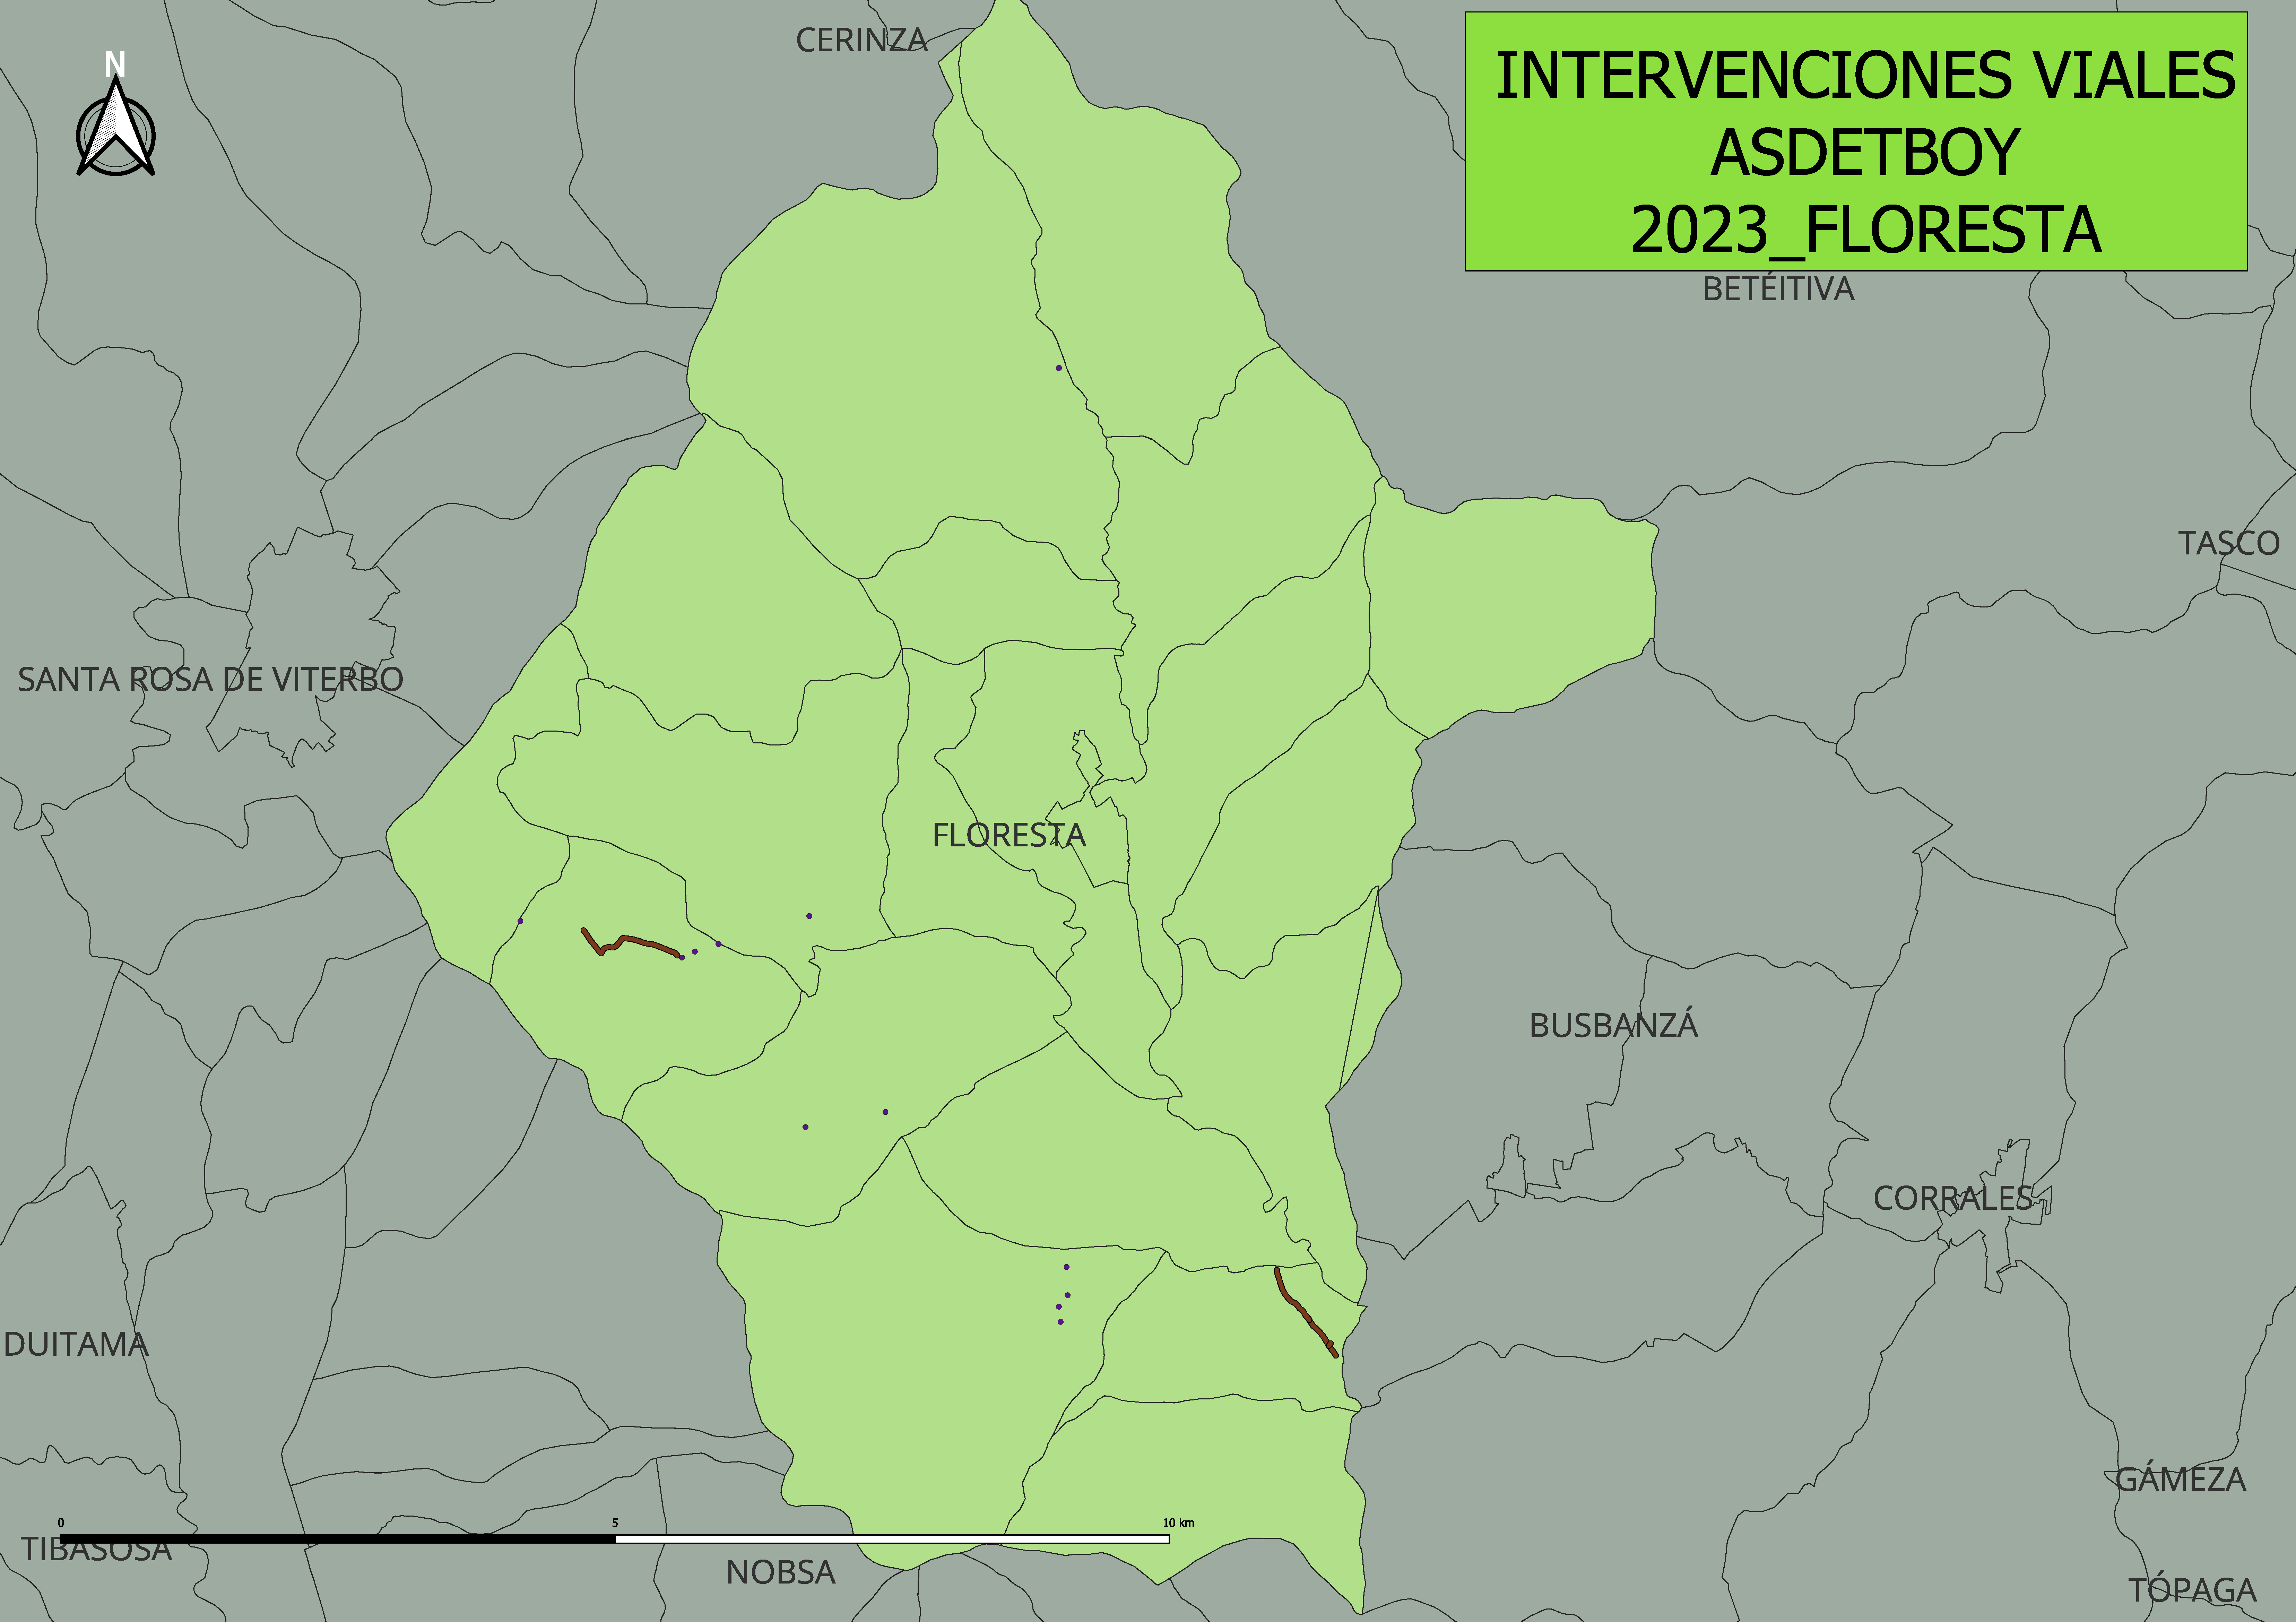 CERINZA
N
INTERVENCIONES VIALES
ASDETBOY
2023_FLORESTA
BETÉITIVA
TASCO
SANTA ROSA DE VITERBO
FLORESTA
BUSBANZÁ
CORRALES
DUITAMA
GÁMEZA
0 5 10 km
TIBASOSA
NOBSA
TÓPAGA